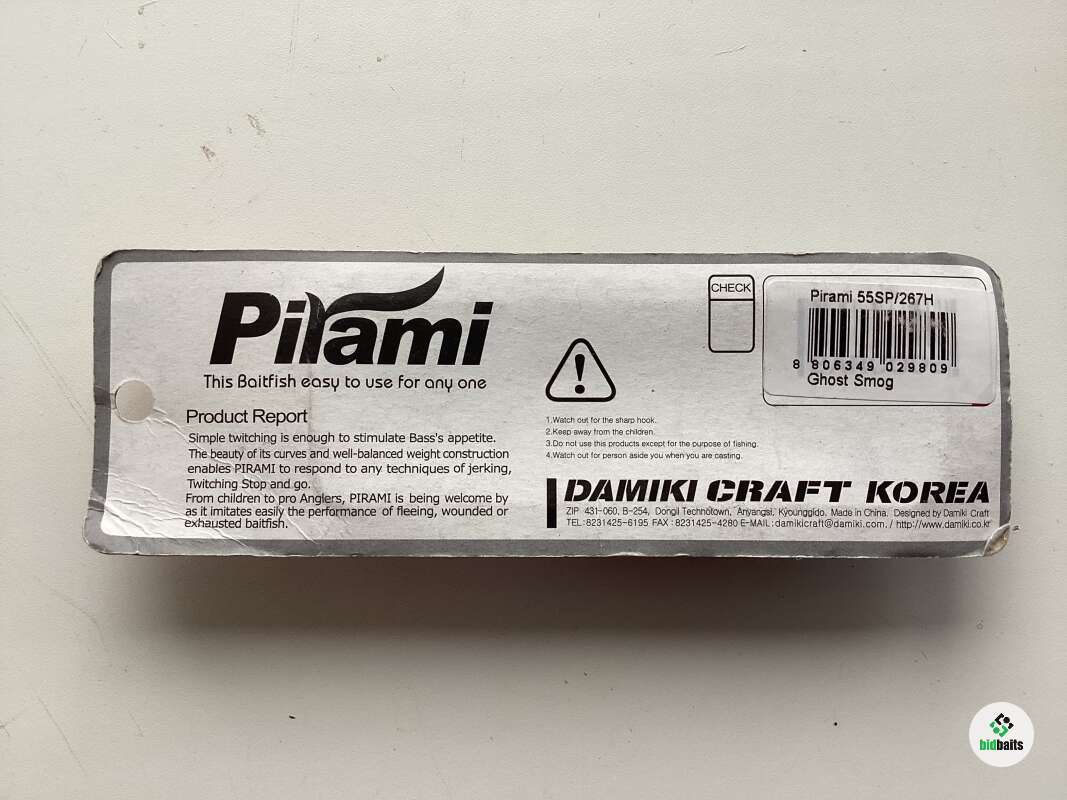 Pirami
This Baitfish easy to use for any one
Product Report
Simple twitching is enough to stimulate Bass's appetite.
The beauty of its curves and well-balanced weight construction
enables PIRAMI to respond to any techniques of jerking,
Twitching Stop and go.
From children to pro Anglers, PIRAMI is being welcome by
as it imitates easily the performance of fleeing, wounded or
exhausted baitfish.
CHECK
Pirami 55SP/267H
8 806349 029809
Ghost Smog
1.Watch out for the sharp hook.
2.Keep away from the children.
3.Do not use this products except for the purpose of fishing.
4.Watch out for person aside you when you are casting.
DAMIKI CRAFT KOREA
ZIP 431-060, B-254, Dongil Technotown, Anyangsi, Kyounggido. Made in China. Designed by Damiki Craft
TEL:8231425-6195 FAX:8231425-4280 E-MAIL:damikicraft@damiki.com. / http://www.damiki.co.kr
bidbaits